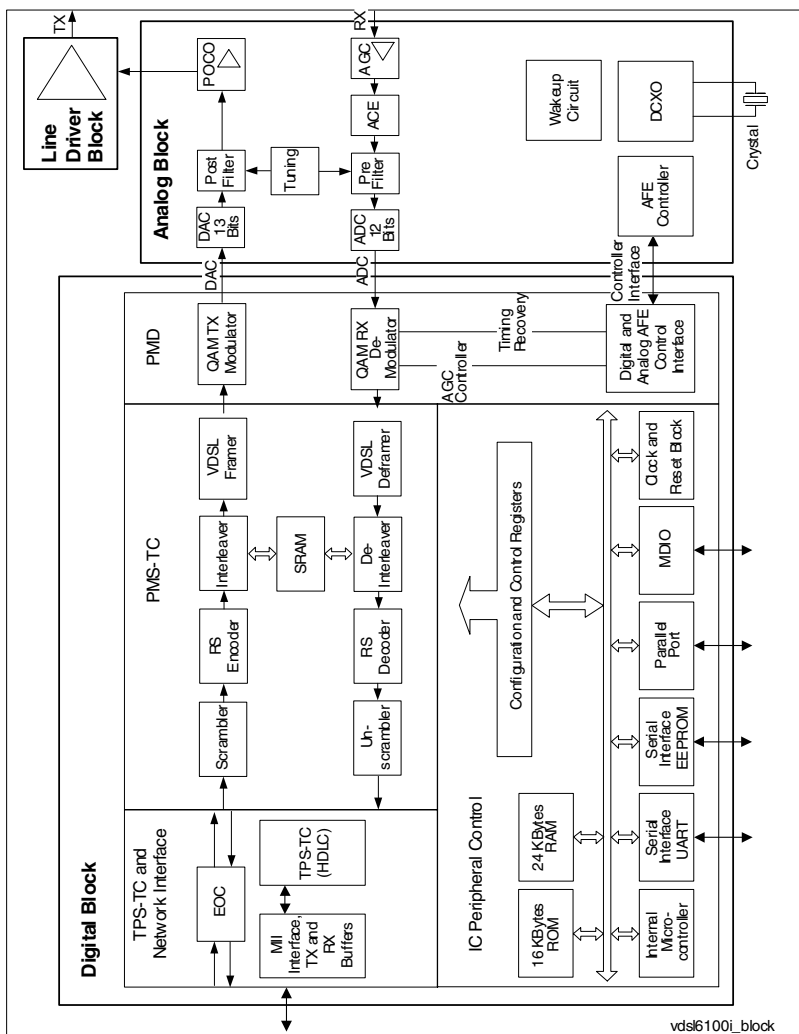 Digital Block
TPS-TC and
Network Interface
EOC
MII
Interface,
TX and
RX
Buffers
TPS-TC
(HDLC)
PMS-TC
Scrambler
RS
Encoder
Interleaver
VDSL
Framer
SRAM
Un-
scrambler
RS
Decoder
De-
Interleaver
VDSL
Deframer
PMD
QAM TX
Modulator
QAM RX
De-
Modulator
AGC
Controller
Timing
Recovery
Digital and
Analog AFE
Control
Interface
DAC
ADC
Controller
Interface
Analog Block
DAC
13
Bits
Post
Filter
POCO
Tuning
ADC
12
Bits
Pre
Filter
ACE
AGC
RX
AFE
Controller
Wakeup
Circuit
DCXO
Crystal
Line
Driver
Block
TX
IC Peripheral Control
16 KBytes
ROM
24 KBytes
RAM
Configuration and Control Registers
Internal
Micro-
controller
Serial
Interface
UART
Serial
Interface
EEPROM
Parallel
Port
MDIO
Clock and
Reset Block
vdsl6100i_block